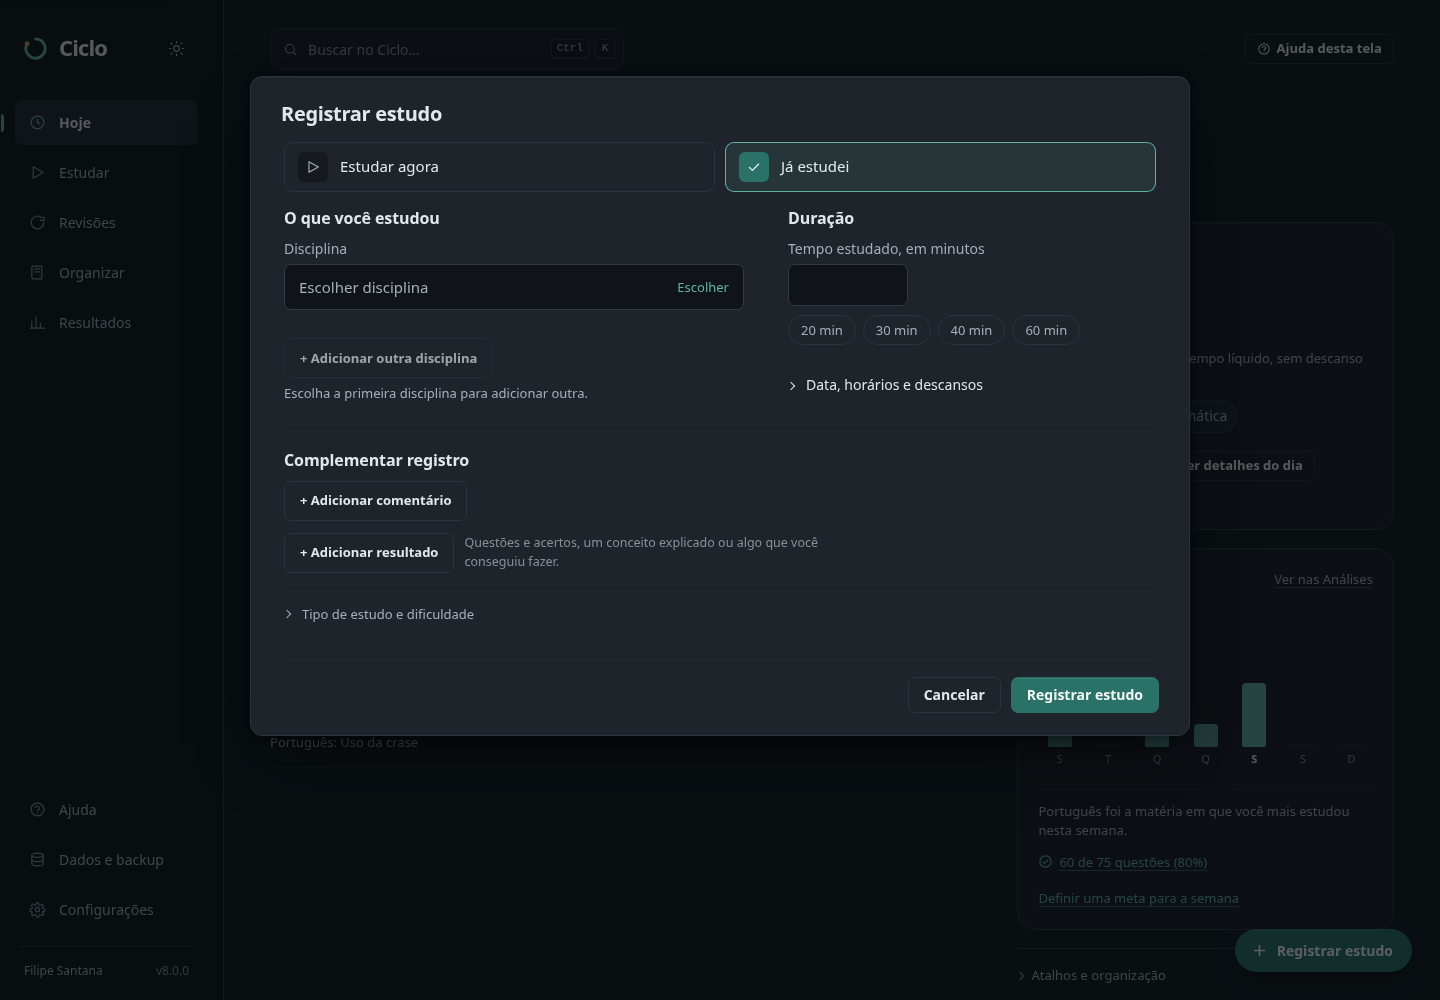 Ciclo
Buscar no Ciclo...
Ctrl K
Ajuda desta tela
Hoje
Estudar
Revisões
Organizar
Resultados
Ajuda
Dados e backup
Configurações
Filipe Santana
v8.0.0
Registrar estudo
Estudar agora
Já estudei
O que você estudou
Disciplina
Escolher disciplina
Escolher
+ Adicionar outra disciplina
Escolha a primeira disciplina para adicionar outra.
Duração
Tempo estudado, em minutos
20 min
30 min
40 min
60 min
Data, horários e descansos
Complementar registro
+ Adicionar comentário
+ Adicionar resultado
Questões e acertos, um conceito explicado ou algo que você
conseguiu fazer.
Tipo de estudo e dificuldade
Cancelar
Registrar estudo
líquido, sem descanso
detalhes do dia
Ver nas Análises
Português: Uso da crase
S T Q Q S S D
Português foi a matéria em que você mais estudou
nesta semana.
60 de 75 questões (80%)
Definir uma meta para a semana
Registrar estudo
Atalhos e organização